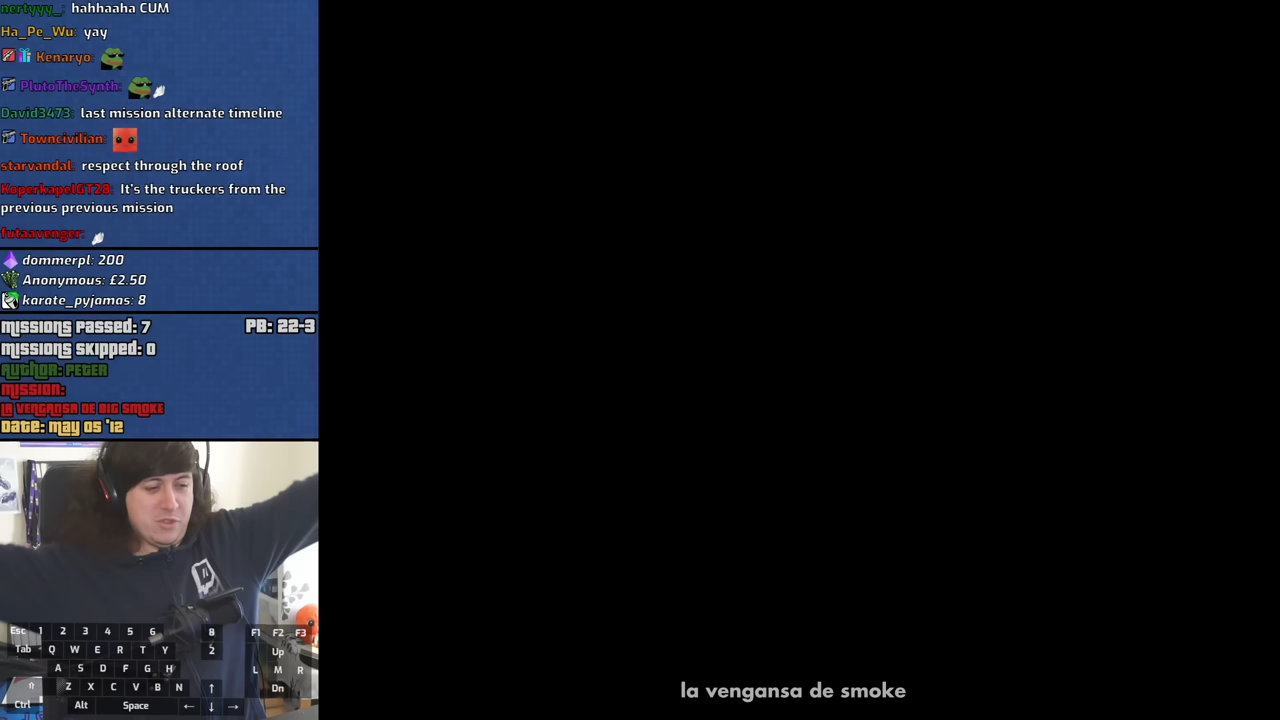 nertyyy_: hahhaaha CUM
Ha_Pe_Wu: yay
Kenaryo:
PlutoTheSynth:
David3473: last mission alternate timeline
Towncivilian:
starvandal: respect through the roof
KoperkapelGT28: It's the truckers from the
previous previous mission
futaavenger:
dommerpl: 200
Anonymous: £2.50
karate_pyjamas: 8
Missions Passed: 7 PB: 22-3
Missions Skipped: 0
Author: Peter
Mission:
La Vengansa De Big Smoke
Date: May 05 '12
Esc 1 2 3 4 5 6 8 F1 F2 F3
Tab Q W E R T Y 2 Up
A S D F G H L M R
⇧ Z X C V B N ↑ Dn
Ctrl Alt Space ← ↓ →
la vengansa de smoke